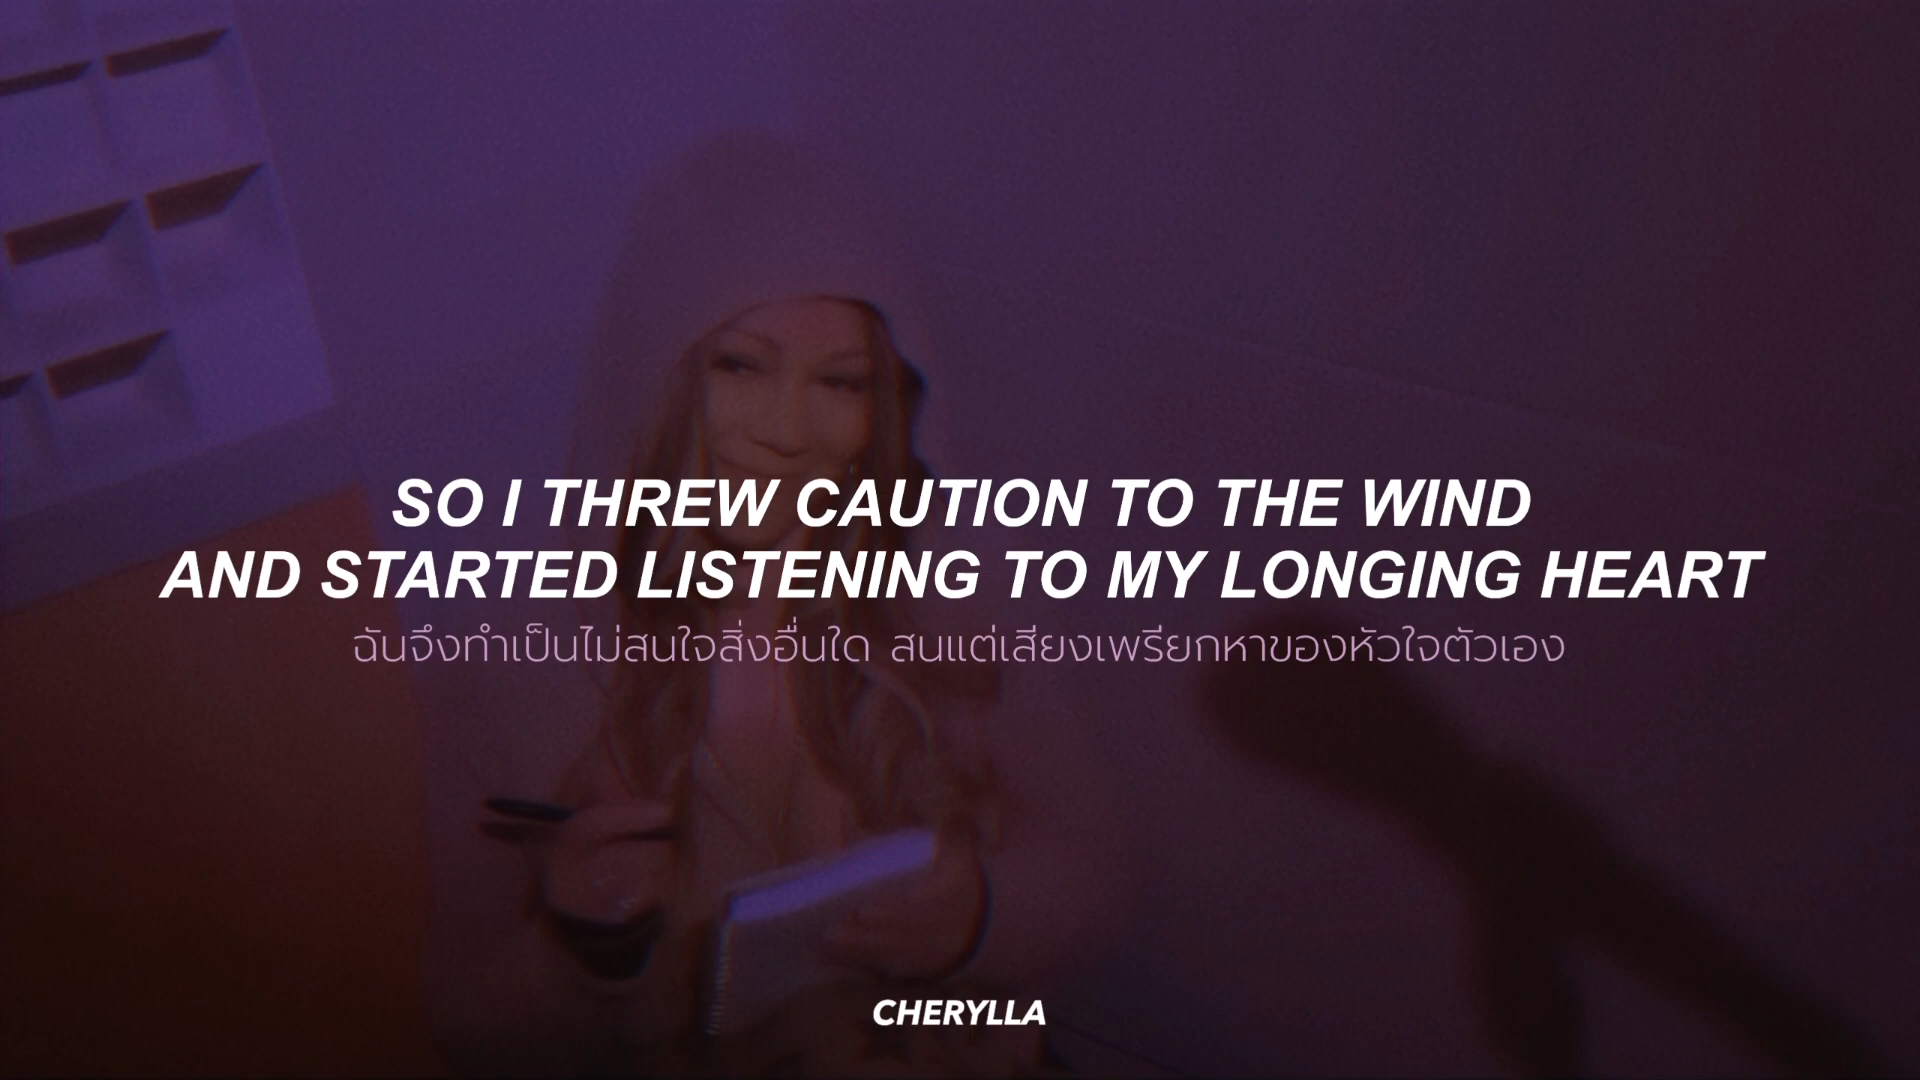 SO I THREW CAUTION TO THE WIND
AND STARTED LISTENING TO MY LONGING HEART
ฉันจึงทำเป็นไม่สนใจสิ่งอื่นใด สนแต่เสียงเพรียกหาของหัวใจตัวเอง
CHERYLLA